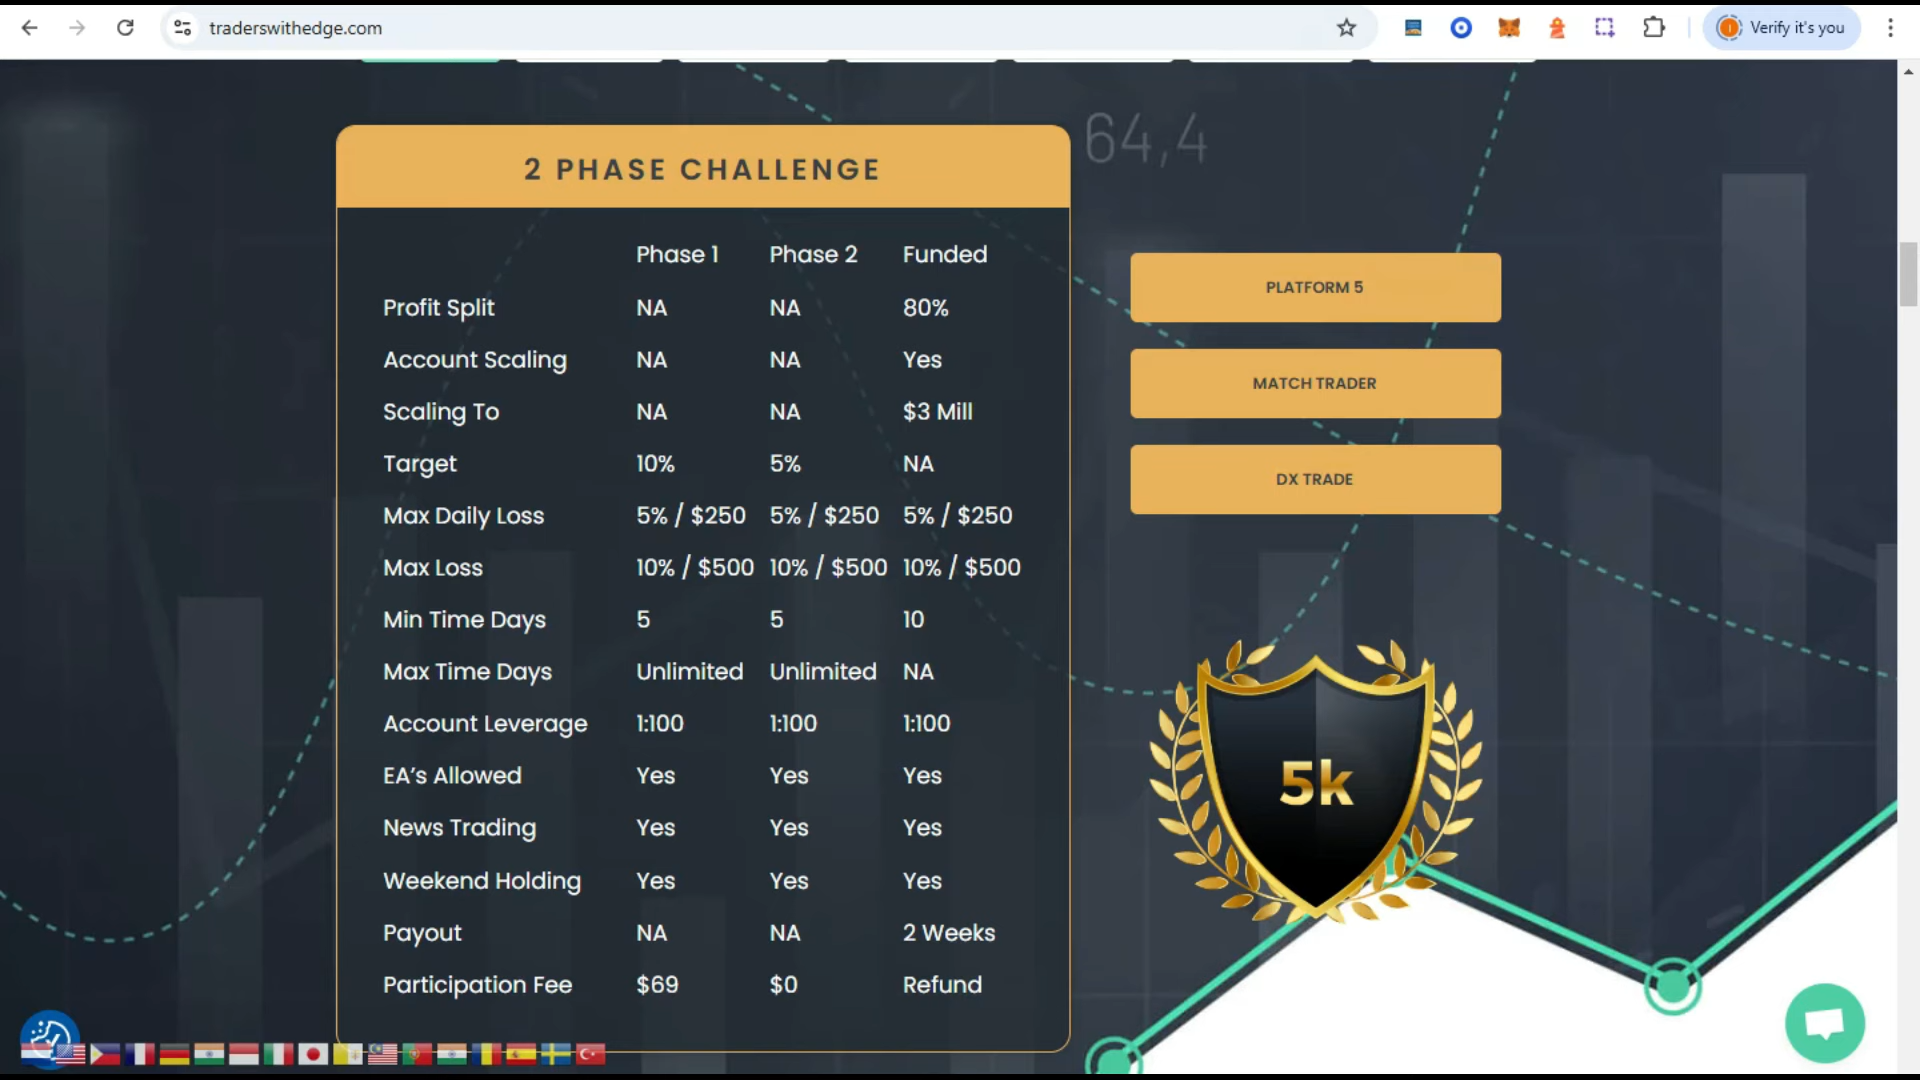 traderswithedge.com
Verify it's you
64,4
2 PHASE CHALLENGE
Phase 1 Phase 2 Funded
Profit Split NA NA 80%
Account Scaling NA NA Yes
Scaling To NA NA $3 Mill
Target 10% 5% NA
Max Daily Loss 5% / $250 5% / $250 5% / $250
Max Loss 10% / $500 10% / $500 10% / $500
Min Time Days 5 5 10
Max Time Days Unlimited Unlimited NA
Account Leverage 1:100 1:100 1:100
EA’s Allowed Yes Yes Yes
News Trading Yes Yes Yes
Weekend Holding Yes Yes Yes
Payout NA NA 2 Weeks
Participation Fee $69 $0 Refund
PLATFORM 5
MATCH TRADER
DX TRADE
5k